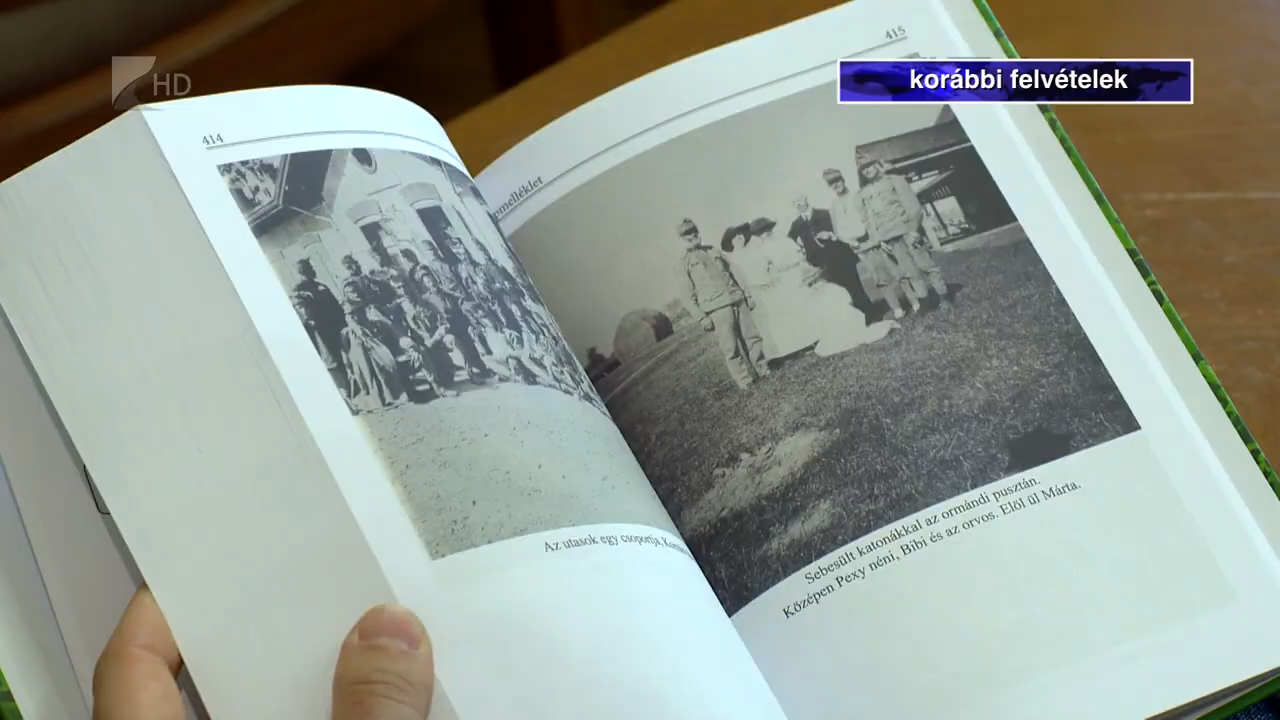 HD
korábbi felvételek
414
415
Az utasok egy csoportja,
Sebesült katonákkal az ormándi pusztán.
Középen Pexy néni, Bibi és az orvos. Elöl ül Márta.